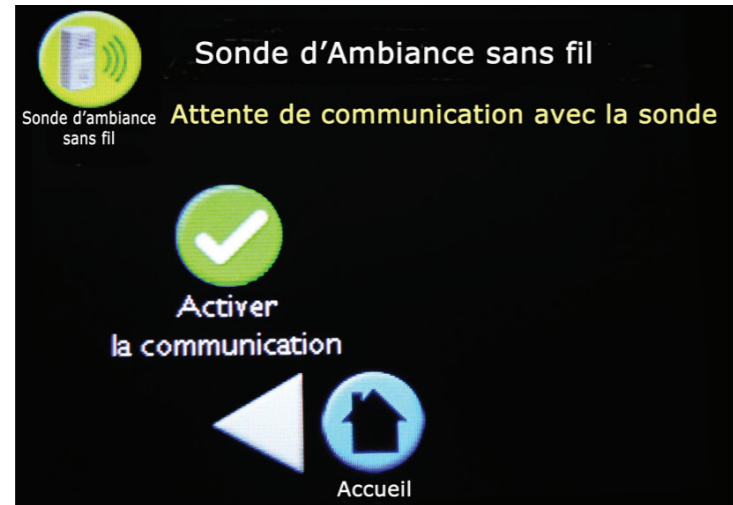 Sonde d'Ambiance sans fil
Sonde d'ambiance
sans fil
Attente de communication avec la sonde
Activer
la communication
Accueil